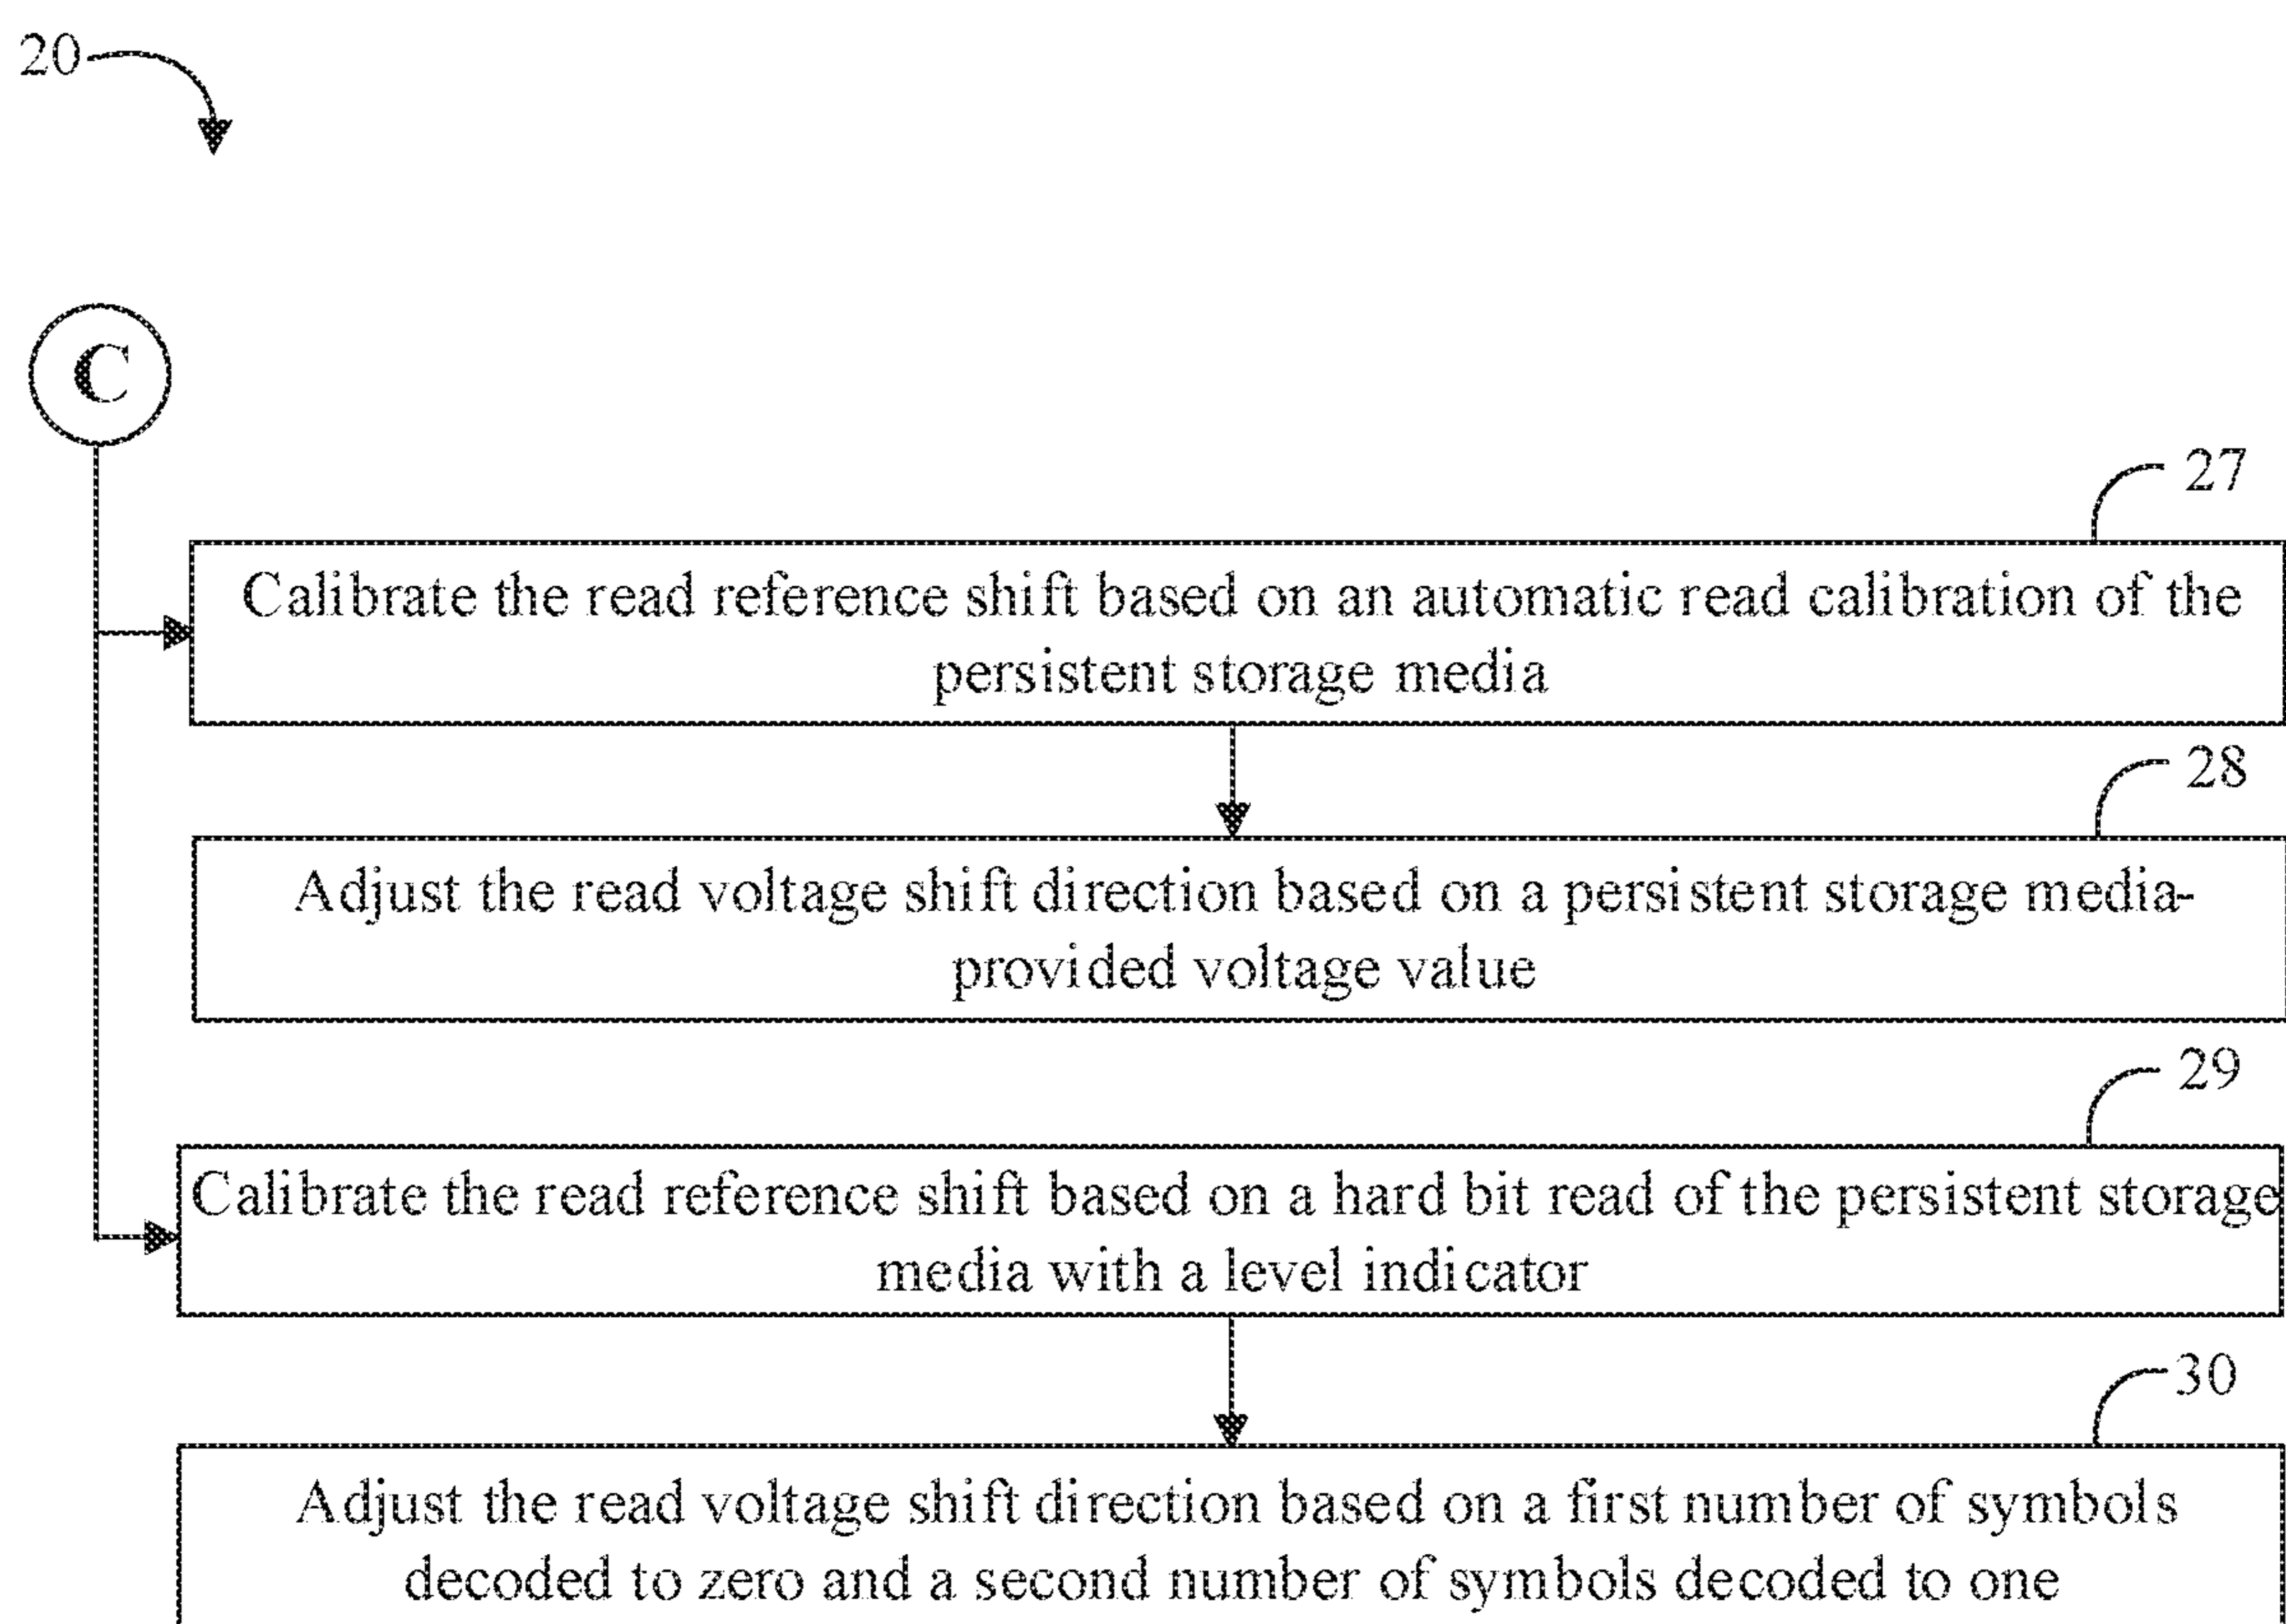 20
C
27
Calibrate the read reference shift based on an automatic read calibration of the
persistent storage media
28
Adjust the read voltage shift direction based on a persistent storage media-
provided voltage value
29
Calibrate the read reference shift based on a hard bit read of the persistent storage
media with a level indicator
30
Adjust the read voltage shift direction based on a first number of symbols
decoded to zero and a second number of symbols decoded to one